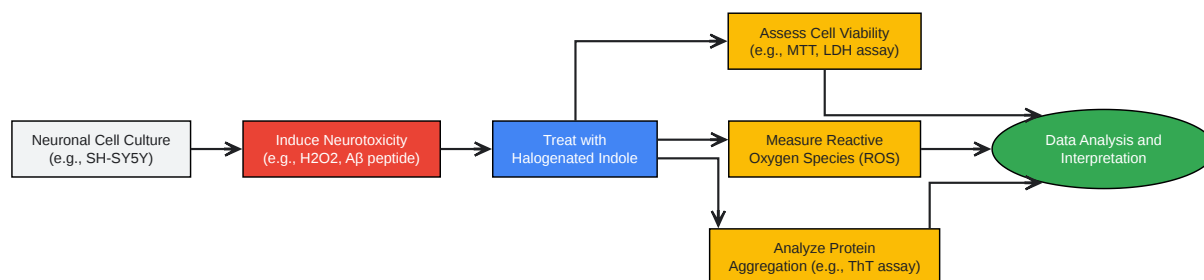 Neuronal Cell Culture
(e.g., SH-SY5Y)
Induce Neurotoxicity
(e.g., H2O2, Aβ peptide)
Treat with
Halogenated Indole
Assess Cell Viability
(e.g., MTT, LDH assay)
Measure Reactive
Oxygen Species (ROS)
Analyze Protein
Aggregation (e.g., ThT assay)
Data Analysis and
Interpretation